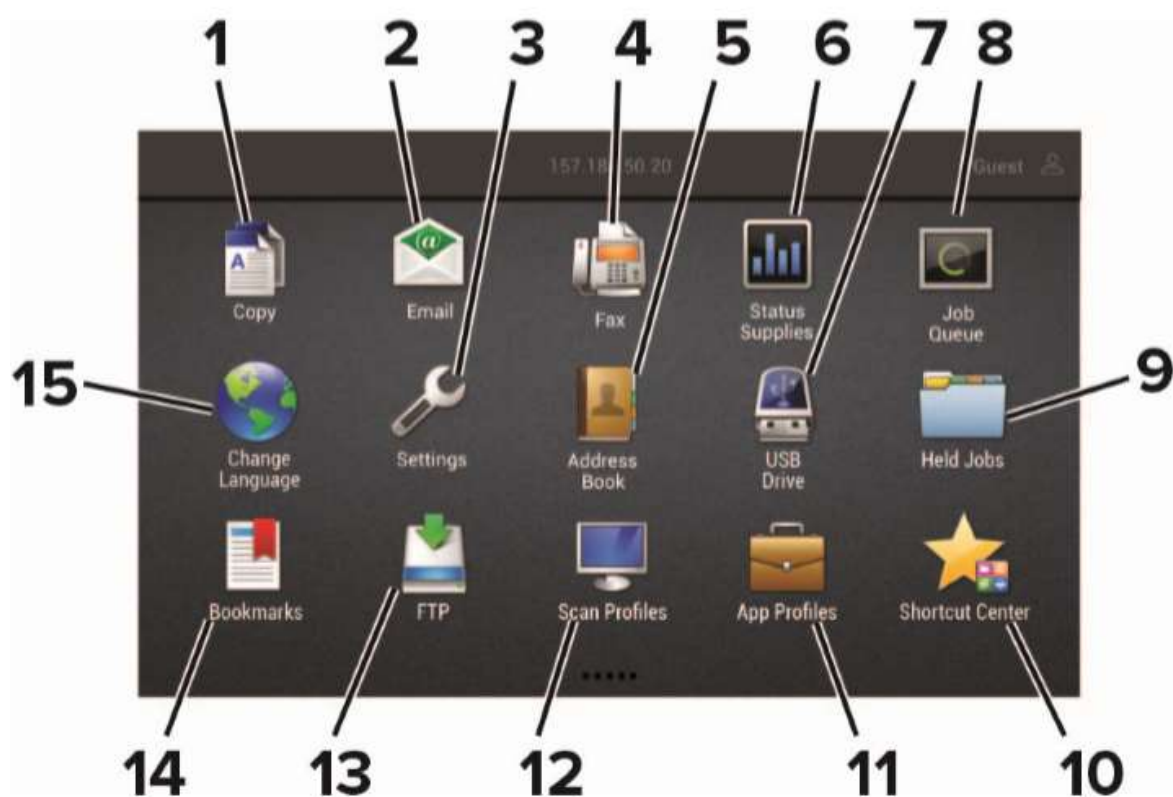 1 2 3 4 5 6 7 8
Guest
Copy Email Fax Status Supplies Job Queue
15 9
Change Language Settings Address Book USB Drive Held Jobs
Bookmarks FTP Scan Profiles App Profiles Shortcut Center
14 13 12 11 10